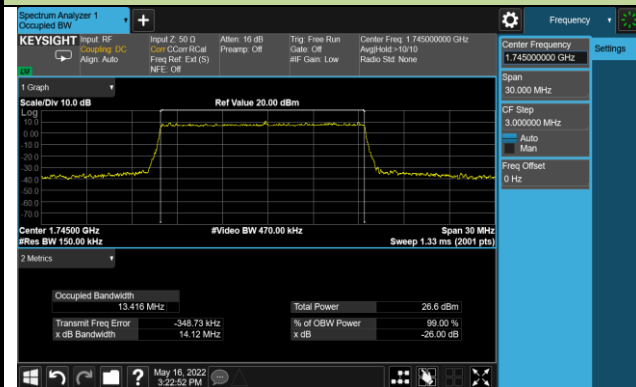 Spectrum Analyzer 1
Occupied BW
Frequency
KEYSIGHT
Input: RF
Coupling: DC
Align: Auto
Input Z: 50 Ω
Corr CCorr RCal
Freq Ref: Ext (S)
NFE: Off
Atten: 16 dB
Preamp: Off
Trig: Free Run
Gate: Off
#IF Gain: Low
Center Freq: 1.745000000 GHz
Avg|Hold:>10/10
Radio Std: None
Center Frequency
1.745000000 GHz
Settings
Span
30.000 MHz
CF Step
3.000000 MHz
Auto
Man
Freq Offset
0 Hz
1 Graph
Scale/Div 10.0 dB
Ref Value 20.00 dBm
Log
10.0
0.00
-10.0
-20.0
-30.0
-40.0
-50.0
-60.0
-70.0
Center 1.74500 GHz
#Video BW 470.00 kHz
Span 30 MHz
#Res BW 150.00 kHz
Sweep 1.33 ms (2001 pts)
2 Metrics
Occupied Bandwidth
13.416 MHz
Total Power
26.6 dBm
Transmit Freq Error
-348.73 kHz
% of OBW Power
99.00 %
x dB Bandwidth
14.12 MHz
x dB
-26.00 dB
May 16, 2022
3:22:52 PM